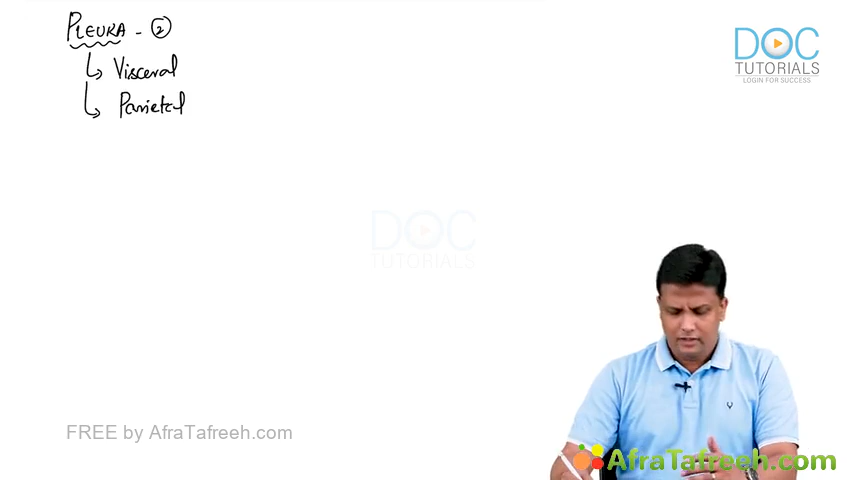 PLEURA - 2
Visceral
Parietal
DOC
TUTORIALS
LOGIN FOR SUCCESS
DOC
TUTORIALS
FREE by AfraTafreeh.com
AfraTafreeh.com